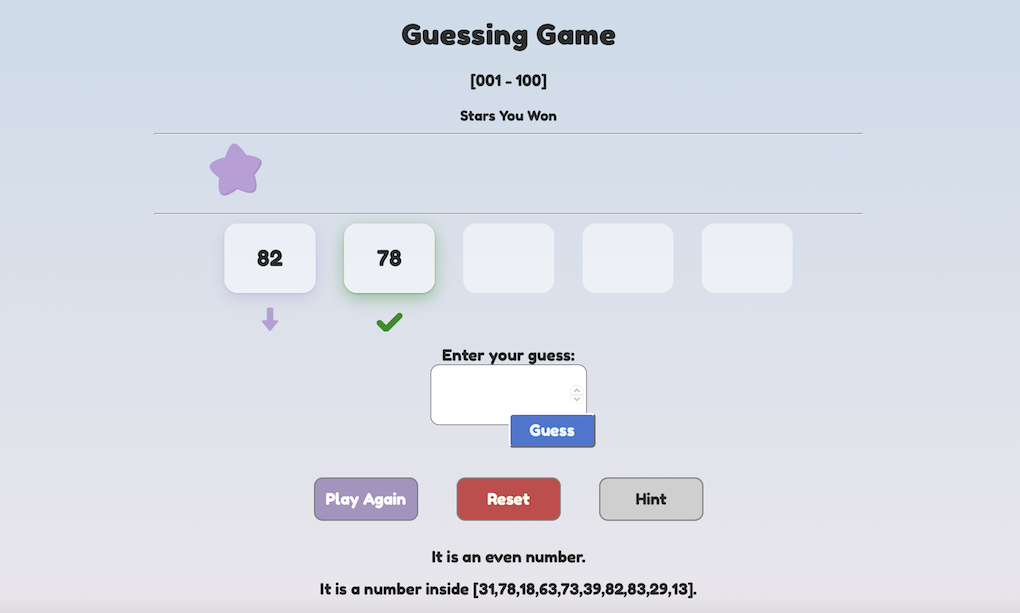 Guessing Game
[001 - 100]
Stars You Won
82 78
Enter your guess:
Guess
Play Again Reset Hint
It is an even number.
It is a number inside [31,78,18,63,73,39,82,83,29,13].